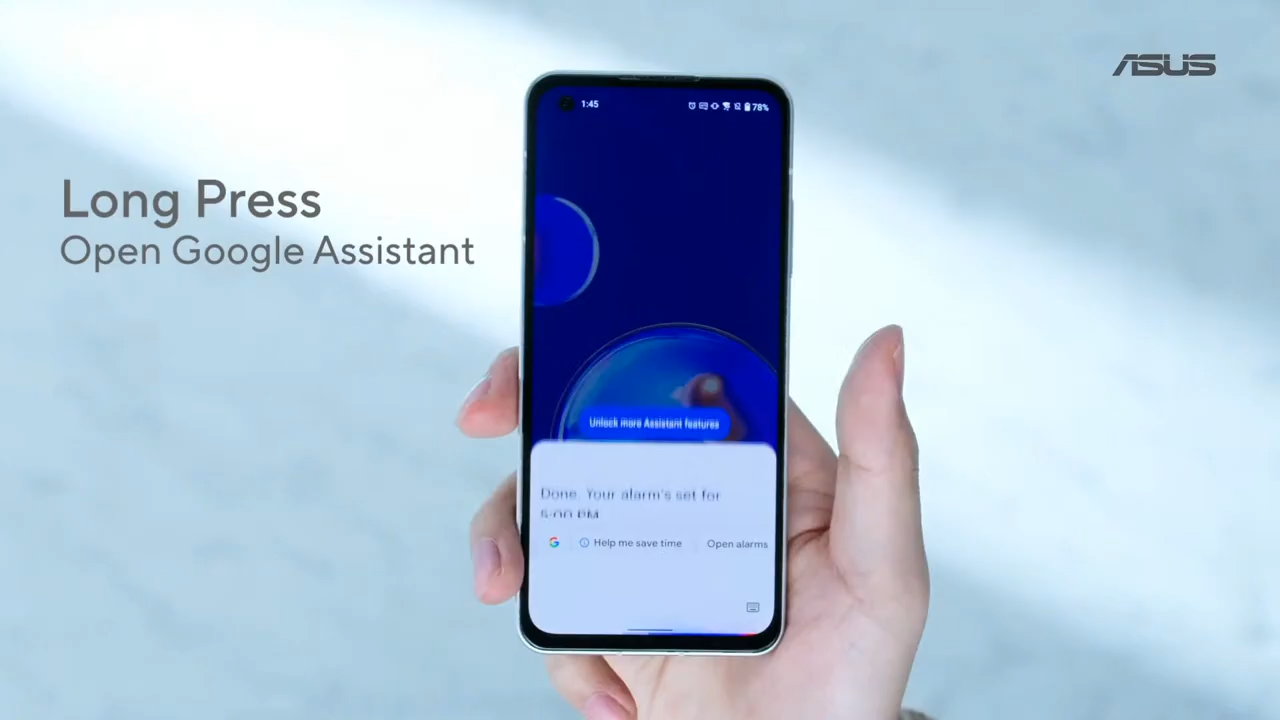 ASUS
Long Press
Open Google Assistant
1:45
78%
Unlock more Assistant features
Done. Your alarm's set for
PM
Help me save time
Open alarms